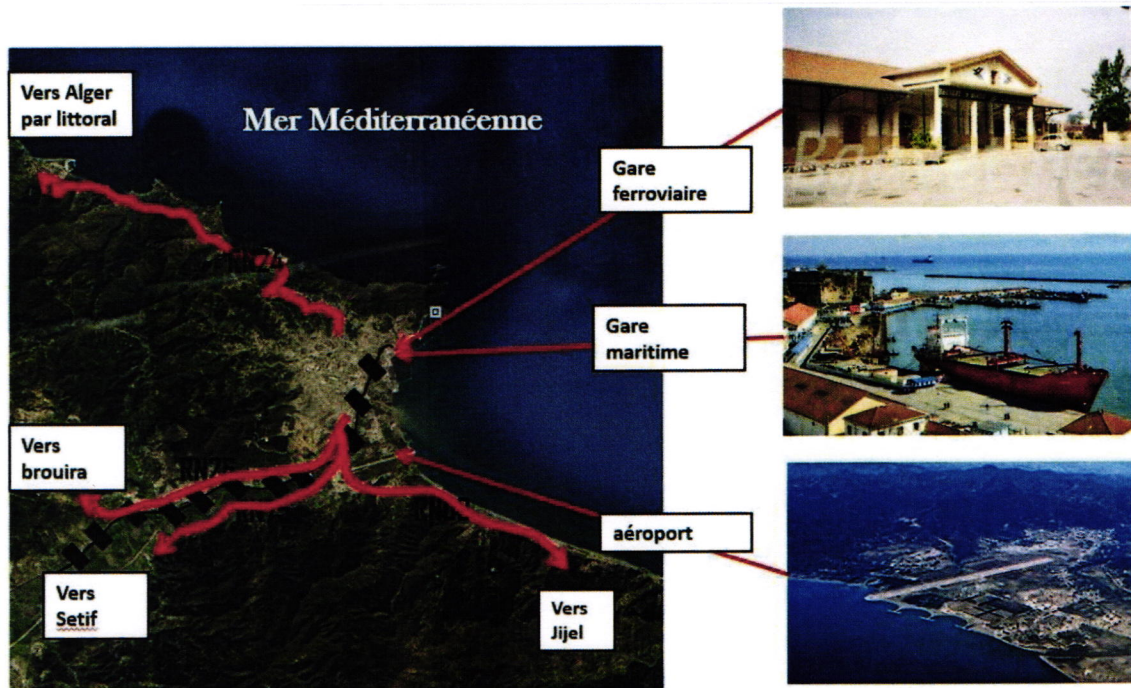 Vers Alger
par littoral
Mer Méditerranéenne
Gare
ferroviaire
Gare
maritime
Vers
brouira
aéroport
Vers
Setif
Vers
Jijel